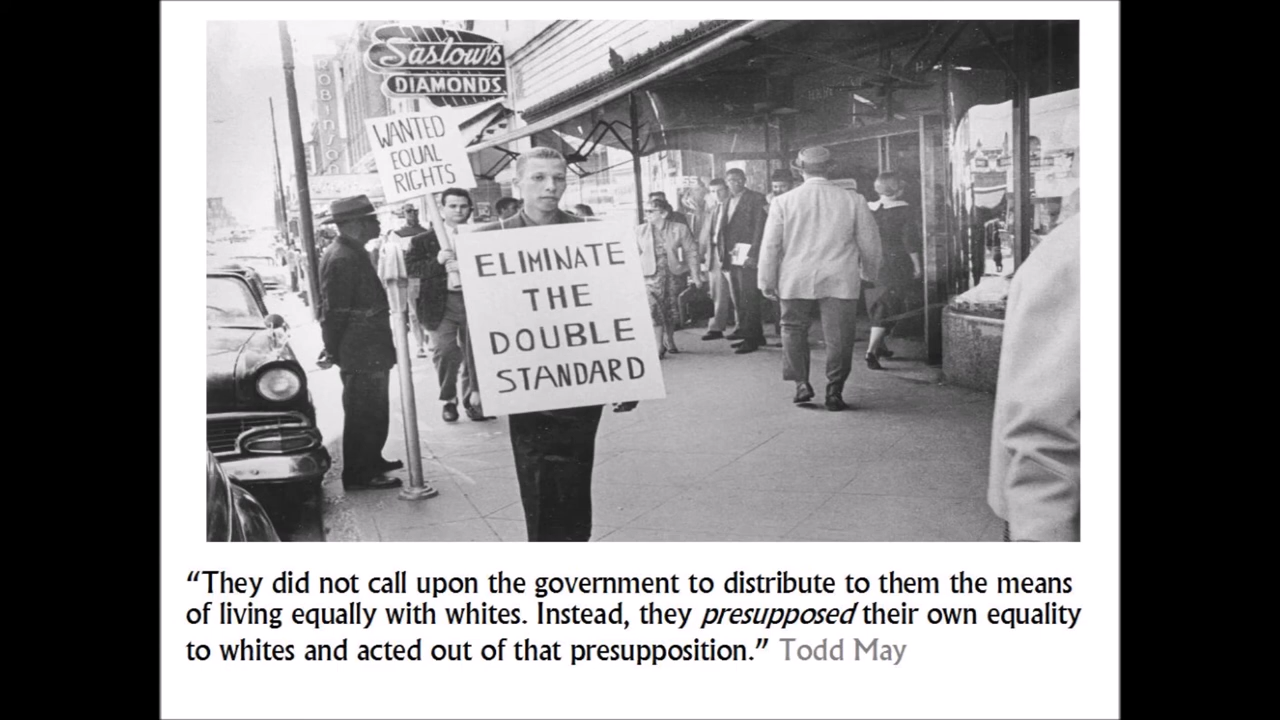 Saslow's
DIAMONDS
ROBINSON
WANTED
EQUAL
RIGHTS
ELIMINATE
THE
DOUBLE
STANDARD
“They did not call upon the government to distribute to them the means
of living equally with whites. Instead, they presupposed their own equality
to whites and acted out of that presupposition.” Todd May